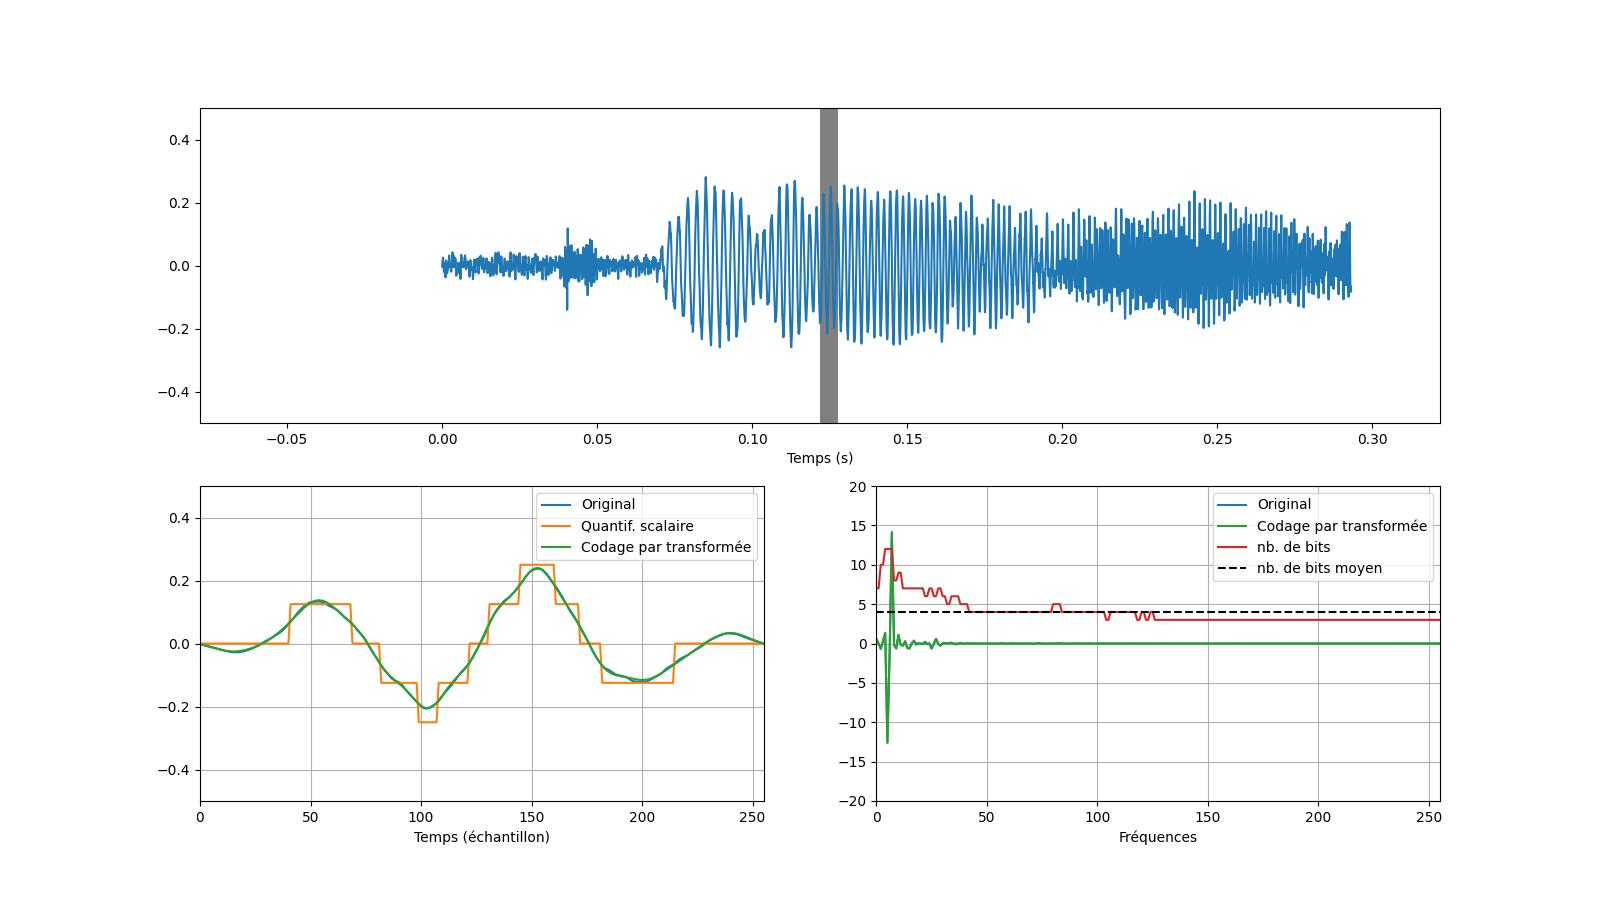 0.4
0.2
0.0
−0.2
−0.4
−0.05 0.00 0.05 0.10 0.15 0.20 0.25 0.30
Temps (s)
0.4
0.2
0.0
−0.2
−0.4
Original
Quantif. scalaire
Codage par transformée
0 50 100 150 200 250
Temps (échantillon)
20
15
10
5
0
−5
−10
−15
−20
Original
Codage par transformée
nb. de bits
nb. de bits moyen
0 50 100 150 200 250
Fréquences